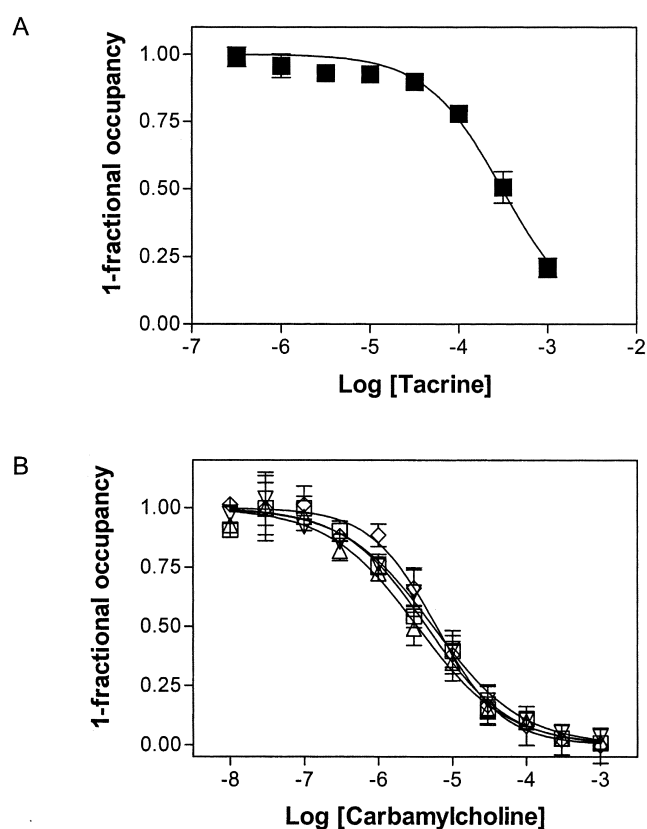 A
1-fractional occupancy
1.00
0.75
0.50
0.25
0.00
-7 -6 -5 -4 -3 -2
Log [Tacrine]
B
1-fractional occupancy
1.00
0.75
0.50
0.25
0.00
-8 -7 -6 -5 -4 -3
Log [Carbamylcholine]